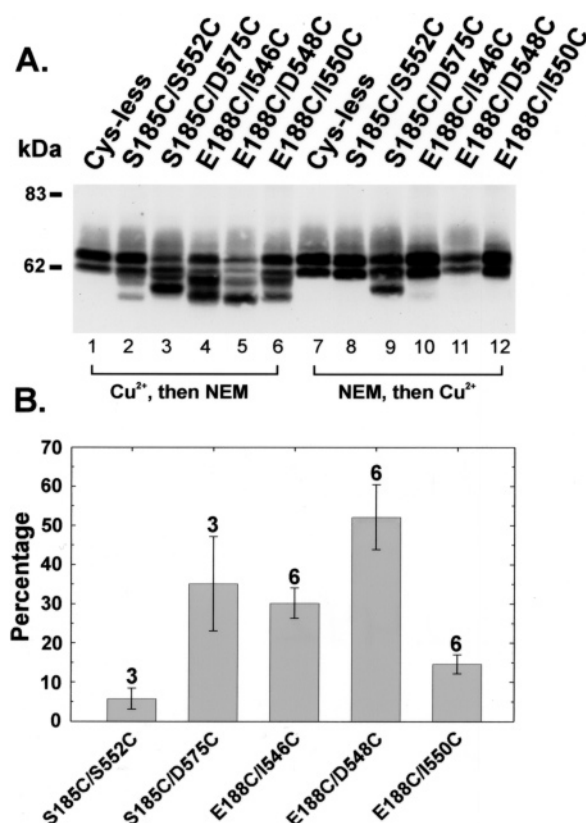 A.
kDa
Cys-less
S185C/S552C
S185C/D575C
E188C/I546C
E188C/D548C
E188C/I550C
Cys-less
S185C/S552C
S185C/D575C
E188C/I546C
E188C/D548C
E188C/I550C
83
62
1 2 3 4 5 6 7 8 9 10 11 12
Cu²⁺, then NEM NEM, then Cu²⁺
B.
Percentage
70
60
50
40
30
20
10
0
3 3 6 6 6
S185C/S552C
S185C/D575C
E188C/I546C
E188C/D548C
E188C/I550C